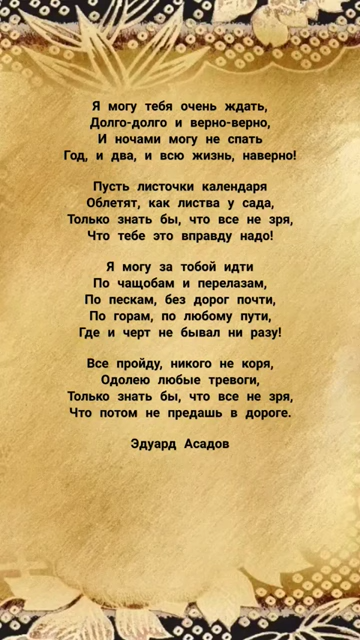 Я могу тебя очень ждать,
Долго-долго и верно-верно,
И ночами могу не спать
Год, и два, и всю жизнь, наверно!
Пусть листочки календаря
Облетят, как листва у сада,
Только знать бы, что все не зря,
Что тебе это вправду надо!
Я могу за тобой идти
По чащобам и перелазам,
По пескам, без дорог почти,
По горам, по любому пути,
Где и черт не бывал ни разу!
Все пройду, никого не коря,
Одолею любые тревоги,
Только знать бы, что все не зря,
Что потом не предашь в дороге.
Эдуард Асадов